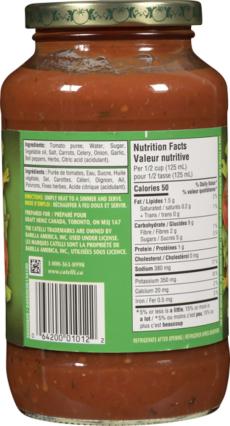 Ingredients: Tomato puree, Water, Sugar,
Vegetable oil, Salt, Carrots, Celery, Onion, Garlic,
Bell peppers, Herbs, Citric acid (acidulant).
Ingrédients : Purée de tomates, Eau, Sucre, Huile
végétale, Sel, Carottes, Céleri, Oignon, Ail,
Poivrons, Fines herbes, Acide citrique (acidulant).
DIRECTIONS: SIMPLY HEAT TO A SIMMER AND SERVE.
MODE D'EMPLOI : RÉCHAUFFER À FEU DOUX ET SERVIR.
PREPARED FOR / PRÉPARÉ POUR
KRAFT HEINZ CANADA, TORONTO, ON M3J 1A7
THE CATELLI TRADEMARKS ARE OWNED BY
BARILLA AMERICA, INC. USED UNDER LICENSE.
LES MARQUES CATELLI SONT LA PROPRIÉTÉ DE
BARILLA AMERICA, INC., UTILISÉES SOUS LICENCE.
www.catelli.ca
0 64200 01012 2
Nutrition Facts
Valeur nutritive
Per 1/2 cup (125 mL)
pour 1/2 tasse (125 mL)
Calories 50
% Daily Value*
% valeur quotidienne*
Fat / Lipides 1.5 g
Saturated / saturés 0.2 g
+ Trans / trans 0 g
Carbohydrate / Glucides 9 g
Fibre / Fibres 2 g
Sugars / Sucres 5 g
Protein / Protéines 1 g
Cholesterol / Cholestérol 0 mg
Sodium 380 mg
Potassium 350 mg
Calcium 20 mg
Iron / Fer 0.5 mg
*5% or less is a little, 15% or more is
a lot / *5% ou moins c'est peu, 15% ou
plus c'est beaucoup
REFRIGERATE AFTER OPENING / RÉFRIGÉRER APRÈS OUVERTURE